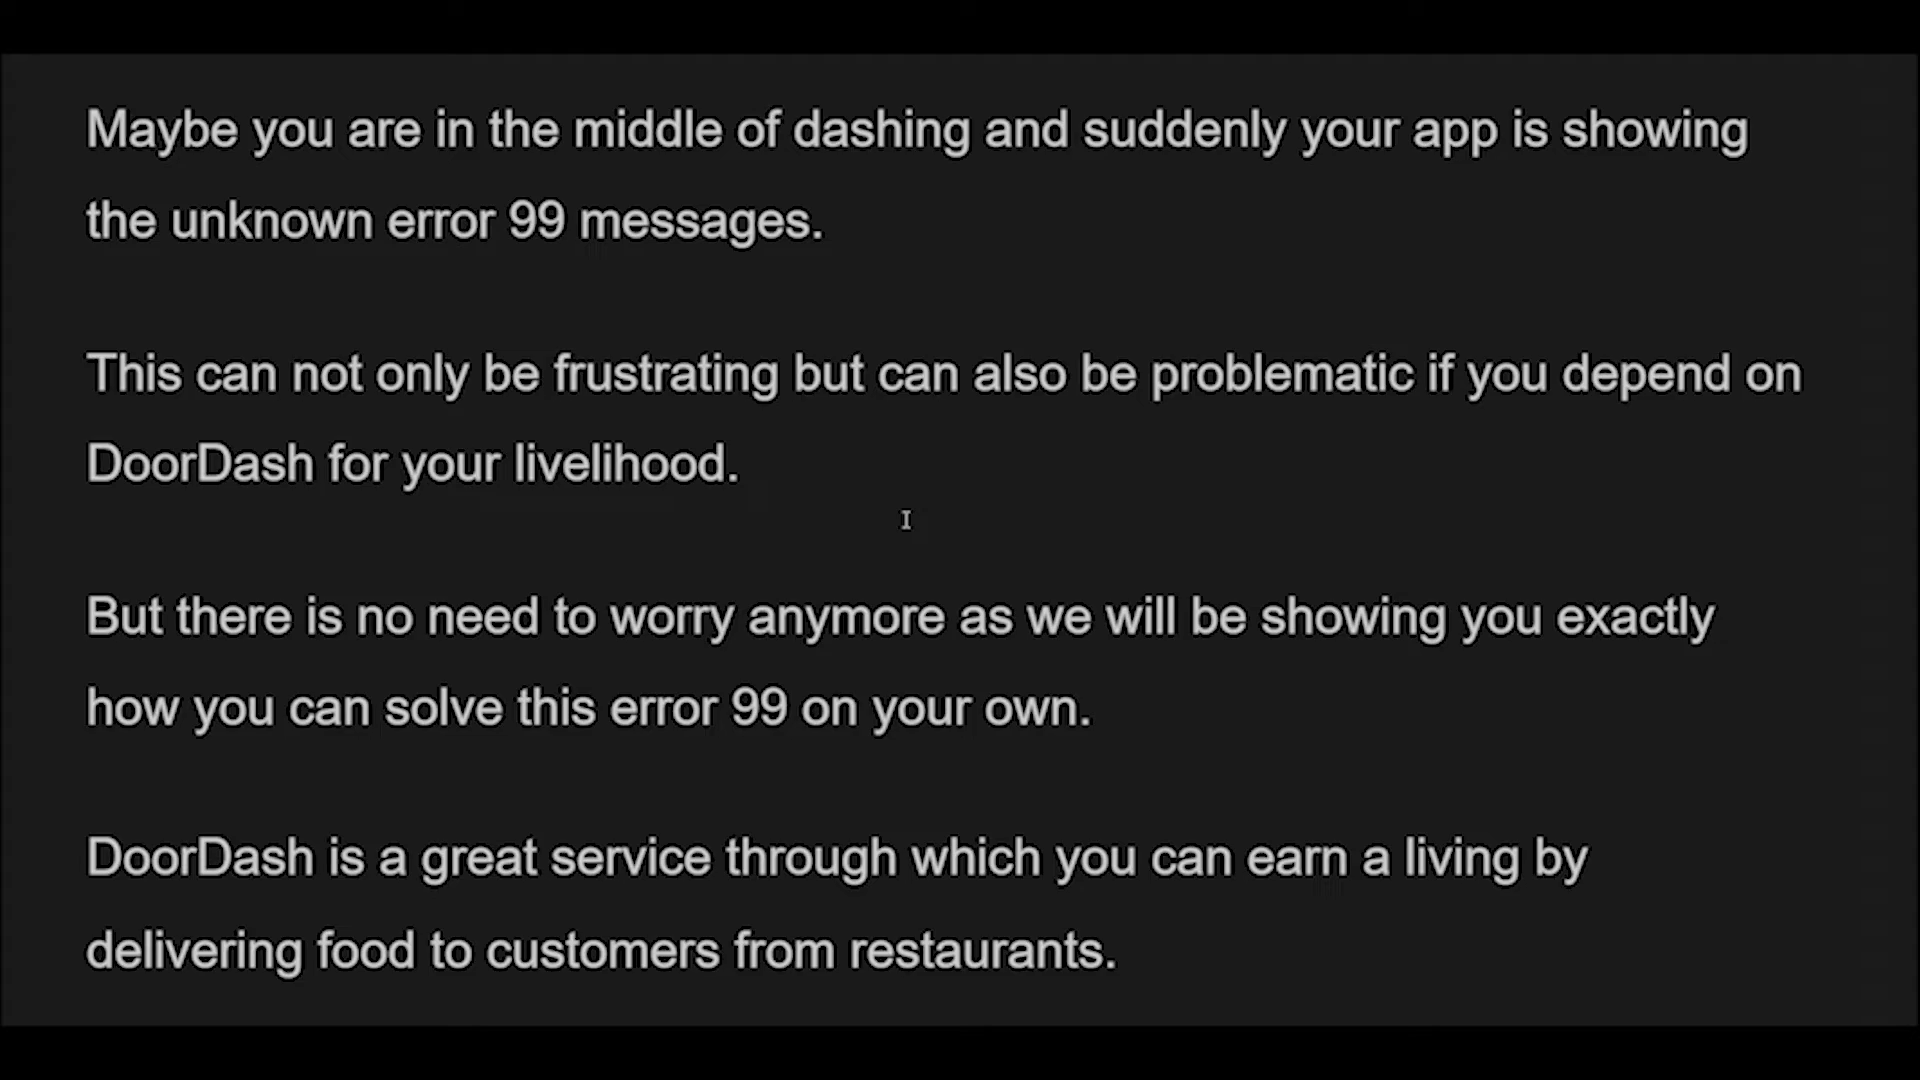 Maybe you are in the middle of dashing and suddenly your app is showing
the unknown error 99 messages.
This can not only be frustrating but can also be problematic if you depend on
DoorDash for your livelihood.
But there is no need to worry anymore as we will be showing you exactly
how you can solve this error 99 on your own.
DoorDash is a great service through which you can earn a living by
delivering food to customers from restaurants.